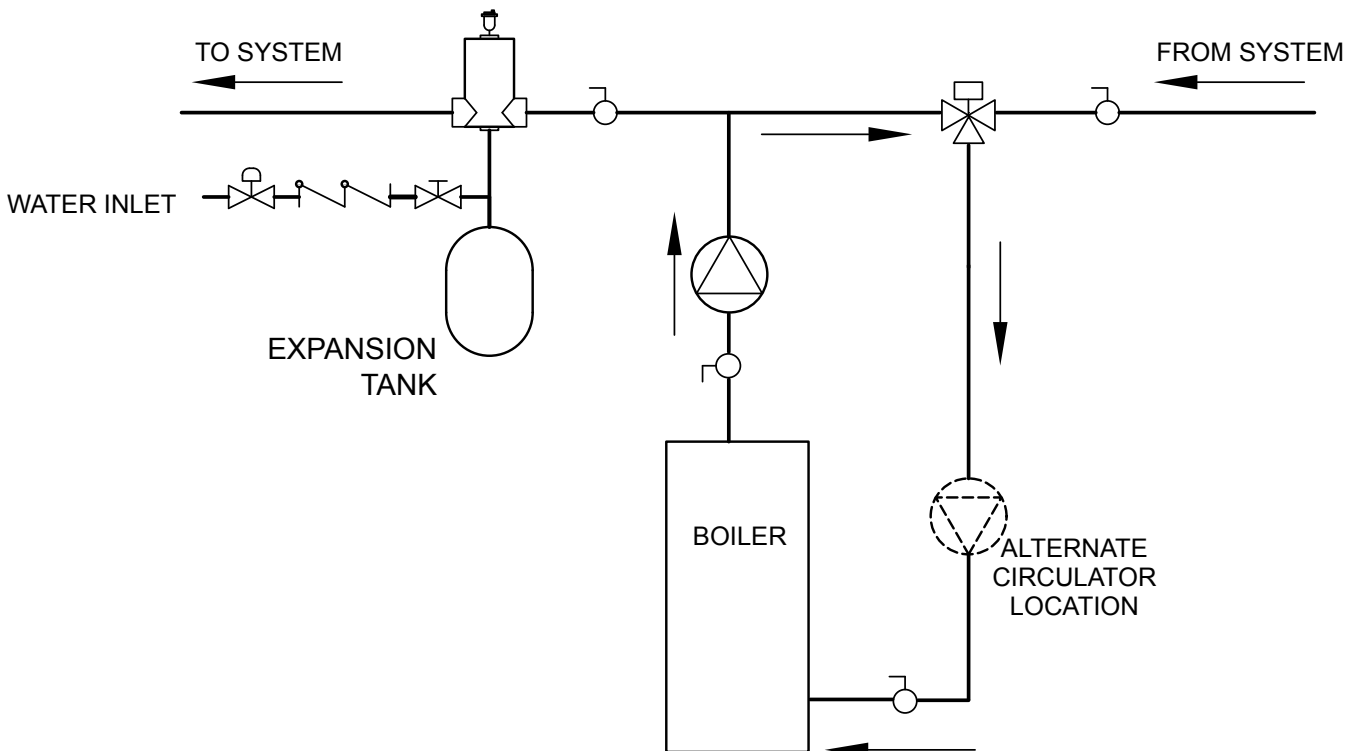 TO SYSTEM
FROM SYSTEM
WATER INLET
EXPANSION
TANK
BOILER
ALTERNATE
CIRCULATOR
LOCATION